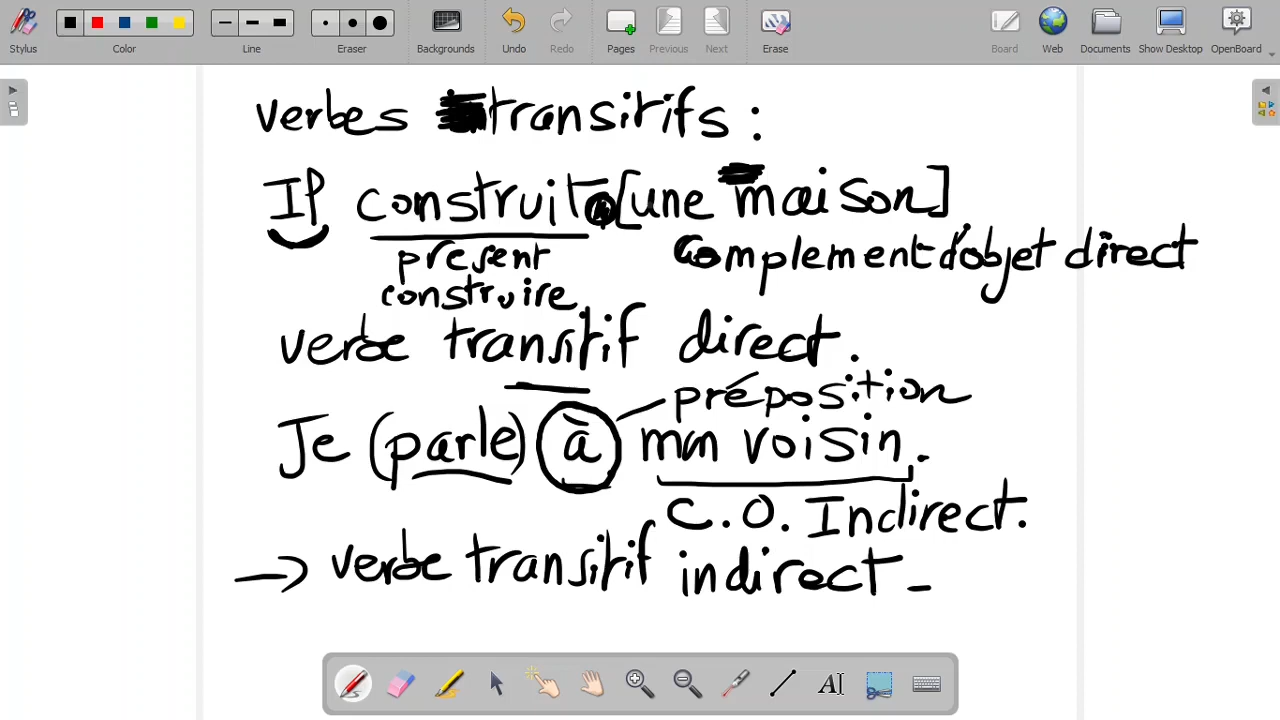 Stylus Color Line Eraser Backgrounds Undo Redo Pages Previous Next Erase Board Web Documents Show Desktop OpenBoard
verbes transitifs :
Il construit [une maison]
présent complement d'objet direct
construire
verbe transitif direct.
préposition
Je (parle) à mon voisin.
C.O. Indirect.
→ verbe transitif indirect -